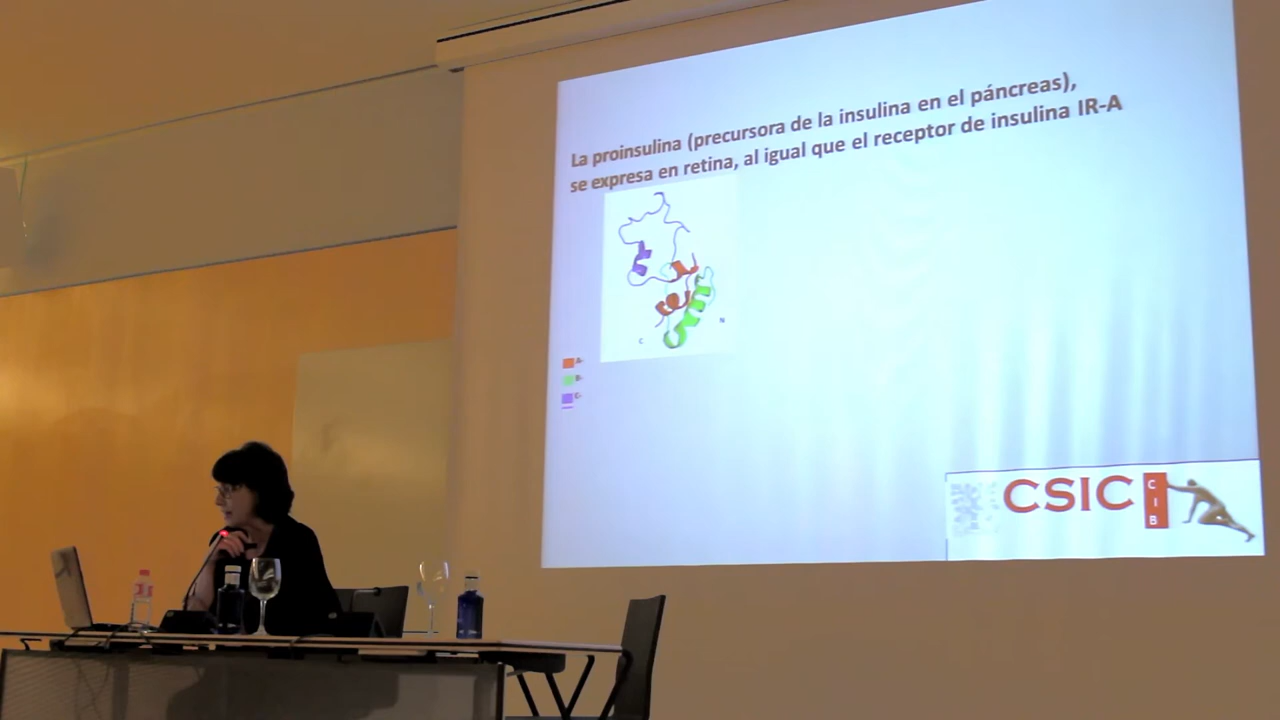 La proinsulina (precursora de la insulina en el páncreas),
se expresa en retina, al igual que el receptor de insulina IR-A
N
C
A-
B-
C-
CSIC
C
I
B